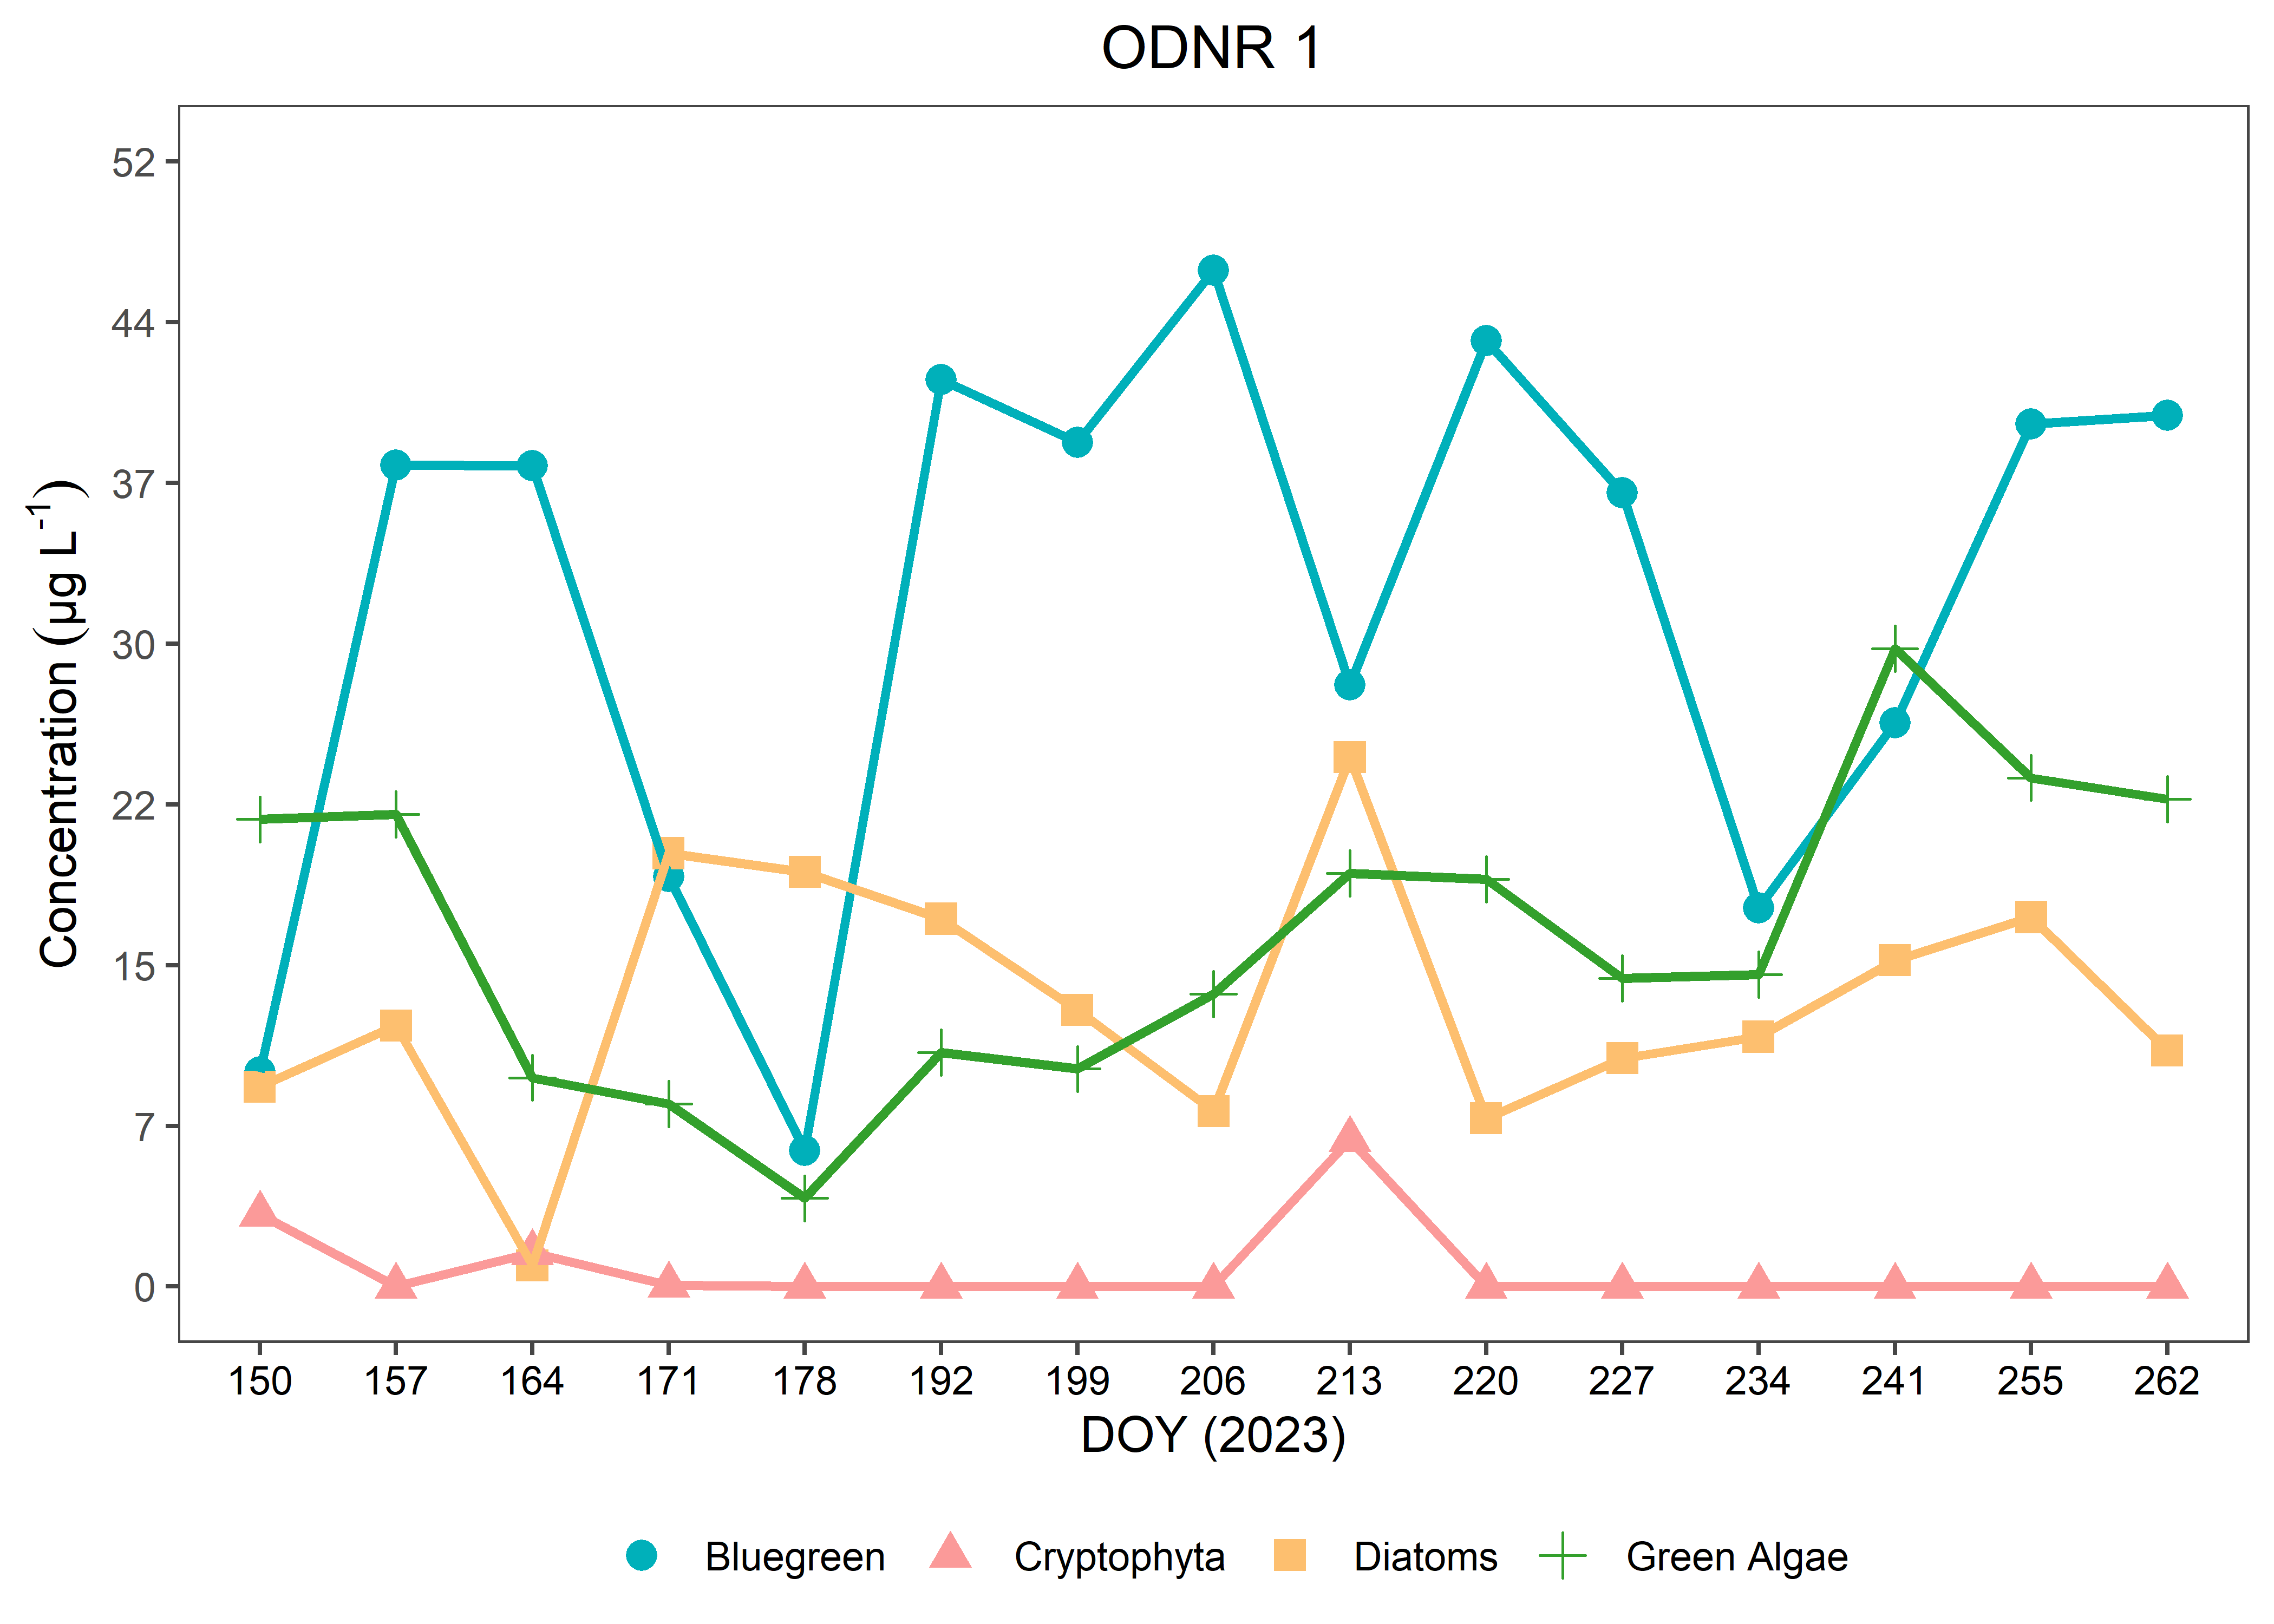 ODNR 1
Concentration (µg L-1)
52
44
37
30
22
15
7
0
150 157 164 171 178 192 199 206 213 220 227 234 241 255 262
DOY (2023)
Bluegreen Cryptophyta Diatoms Green Algae